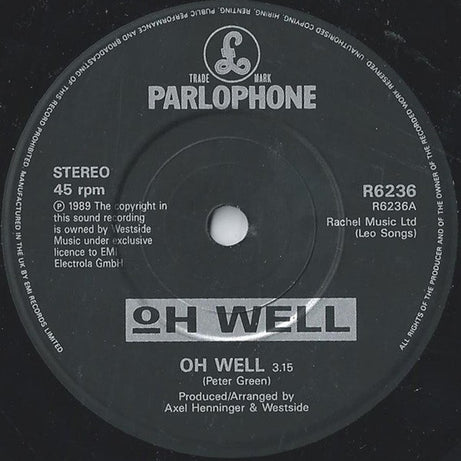 UNAUTHORISED COPYING, HIRING, RENTING, PUBLIC PERFORMANCE AND BROADCASTING OF THIS RECORD PROHIBITED. MANUFACTURED IN THE UK BY EMI RECORDS LIMITED
ALL RIGHTS OF THE PRODUCER AND OF THE OWNER OF THE RECORDED WORK RESERVED
£
TRADE MARK
PARLOPHONE
STEREO
45 rpm
℗ 1989 The copyright in
this sound recording
is owned by Westside
Music under exclusive
licence to EMI
Electrola GmbH
R6236
R6236A
Rachel Music Ltd
(Leo Songs)
OH WELL
OH WELL 3.15
(Peter Green)
Produced/Arranged by
Axel Henninger & Westside